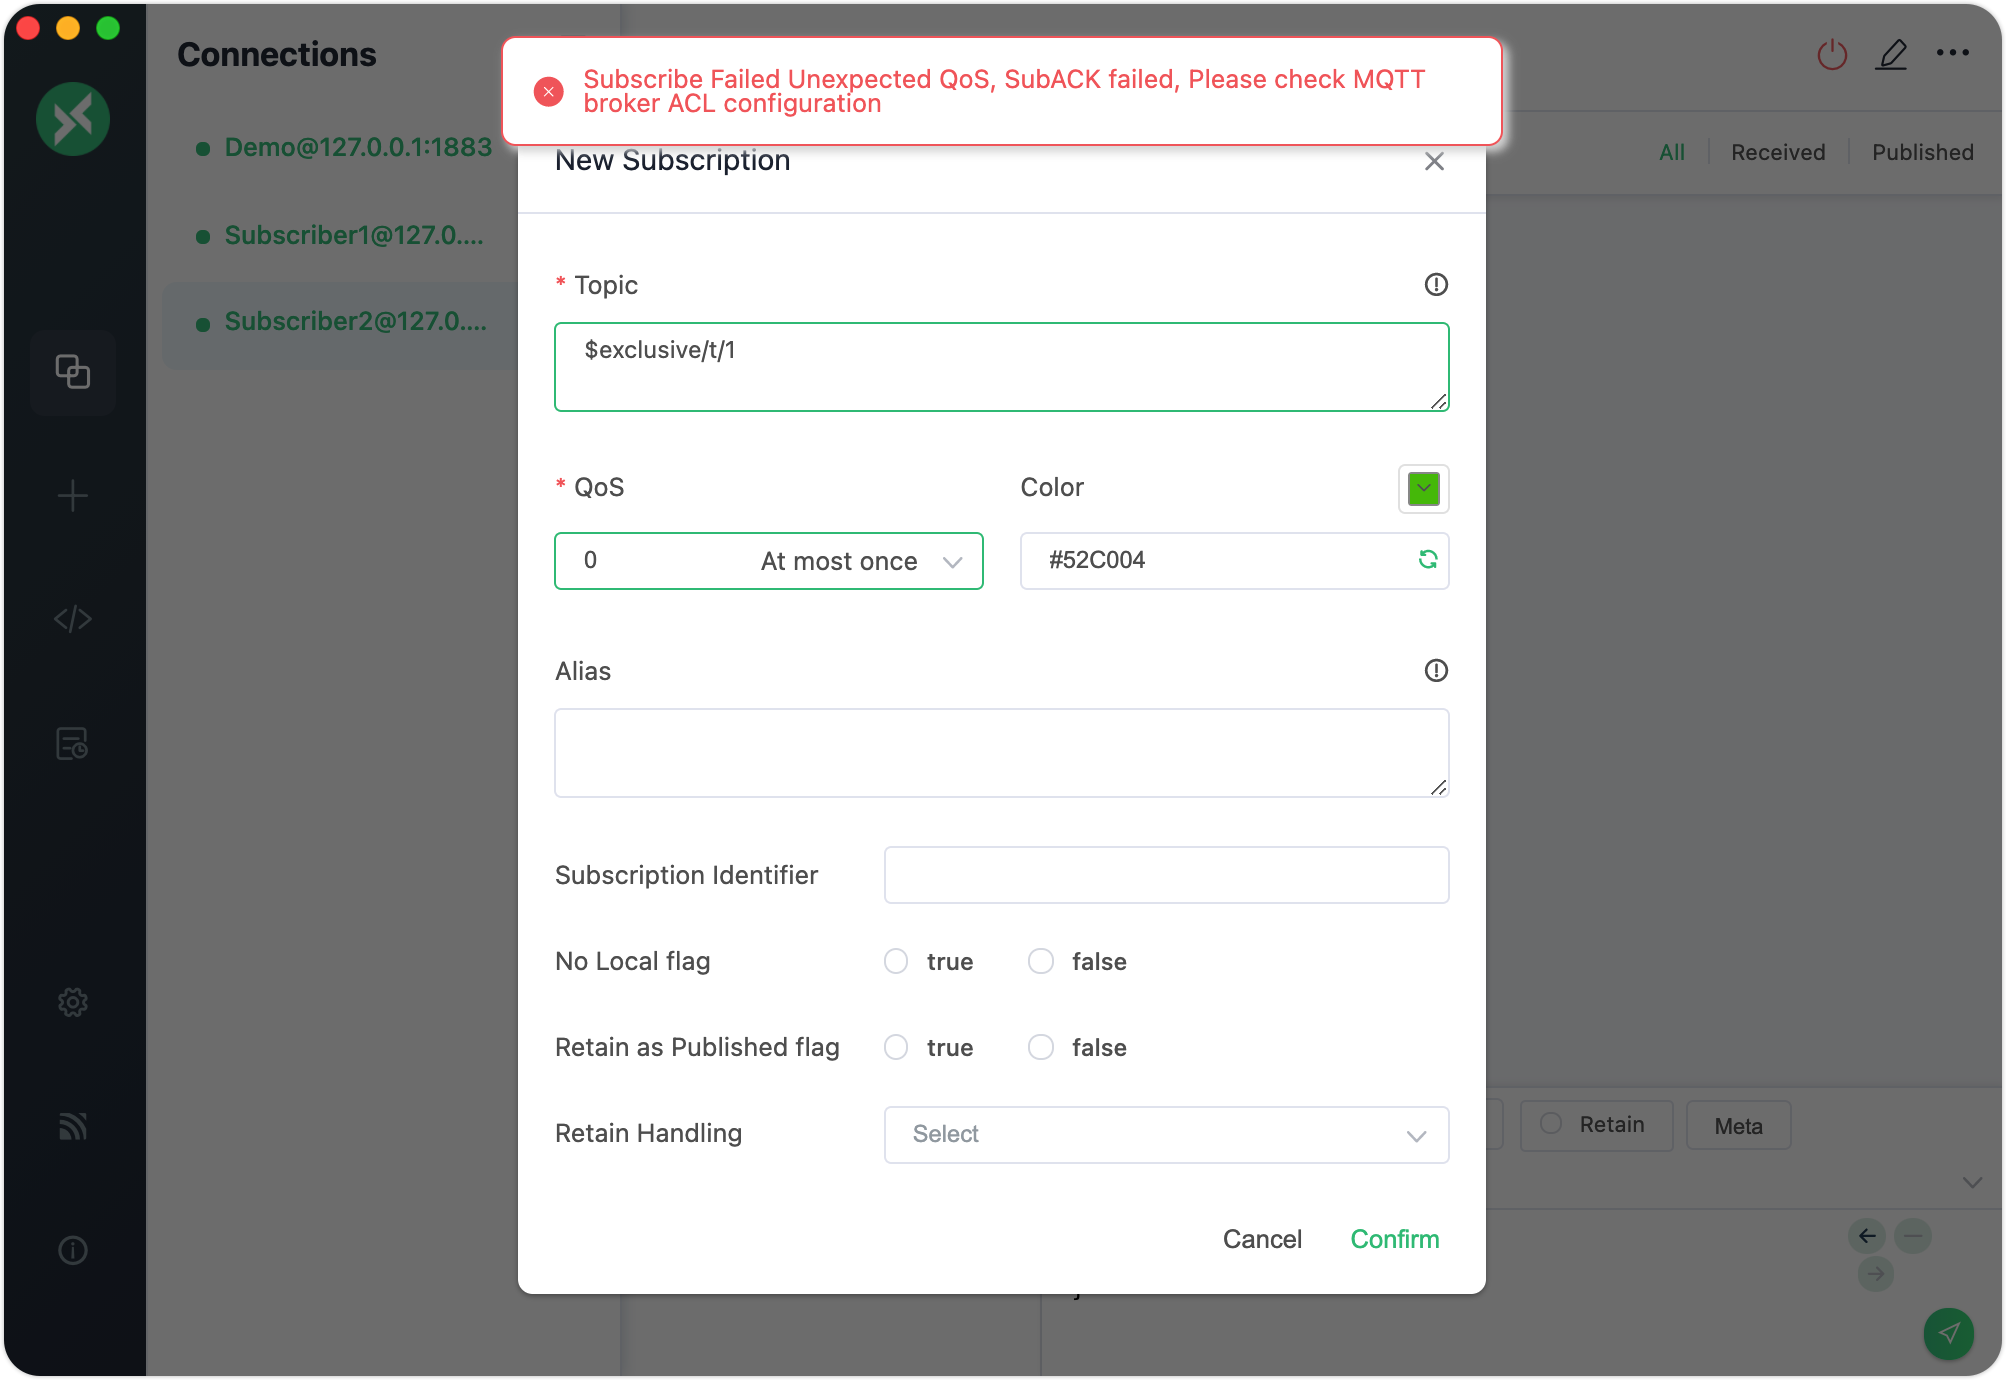 Connections
Demo@127.0.0.1:1883
Subscriber1@127.0....
Subscriber2@127.0....
Subscribe Failed Unexpected QoS, SubACK failed, Please check MQTT
broker ACL configuration
All
Received
Published
New Subscription
* Topic
$exclusive/t/1
* QoS
Color
0 At most once
#52C004
Alias
Subscription Identifier
No Local flag
true
false
Retain as Published flag
true
false
Retain Handling
Select
Cancel
Confirm
Retain
Meta